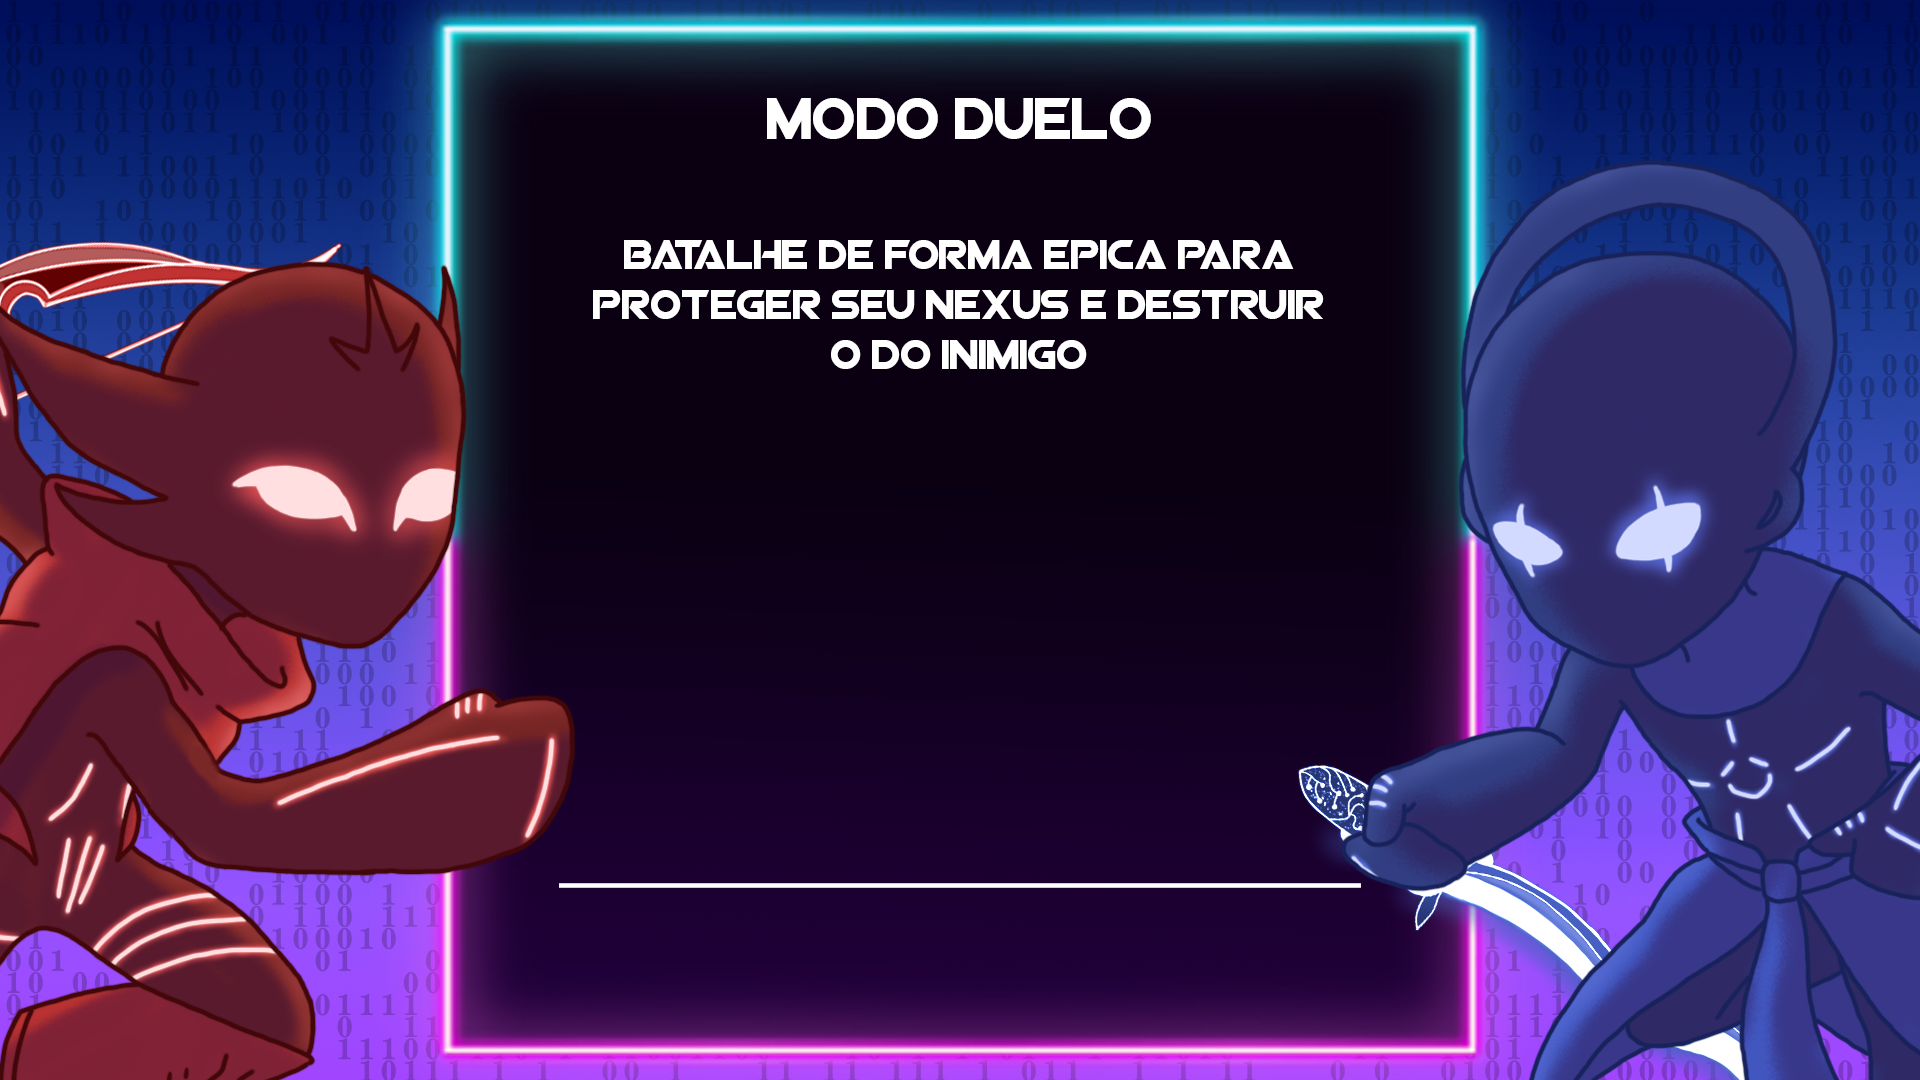 MODO DUELO
BATALHE DE FORMA EPICA PARA
PROTEGER SEU NEXUS E DESTRUIR
O DO INIMIGO